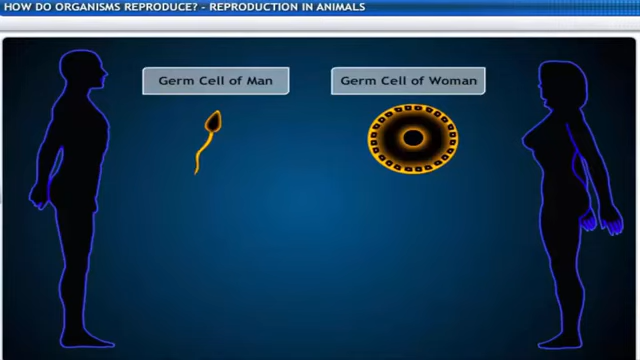 HOW DO ORGANISMS REPRODUCE? - REPRODUCTION IN ANIMALS
Germ Cell of Man
Germ Cell of Woman